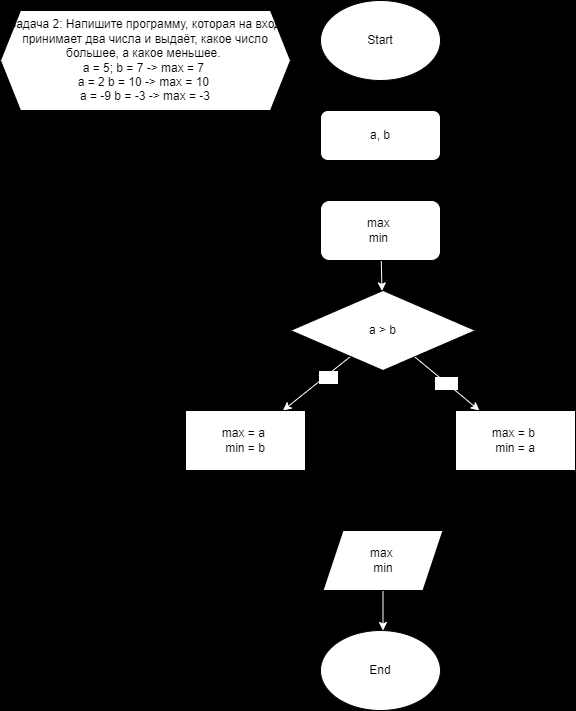 адача 2: Напишите программу, которая на вход
принимает два числа и выдаёт, какое число
большее, а какое меньшее.
a = 5; b = 7 -> max = 7
a = 2 b = 10 -> max = 10
a = -9 b = -3 -> max = -3
Start
a, b
max
min
a > b
max = a
min = b
max = b
min = a
max
min
End